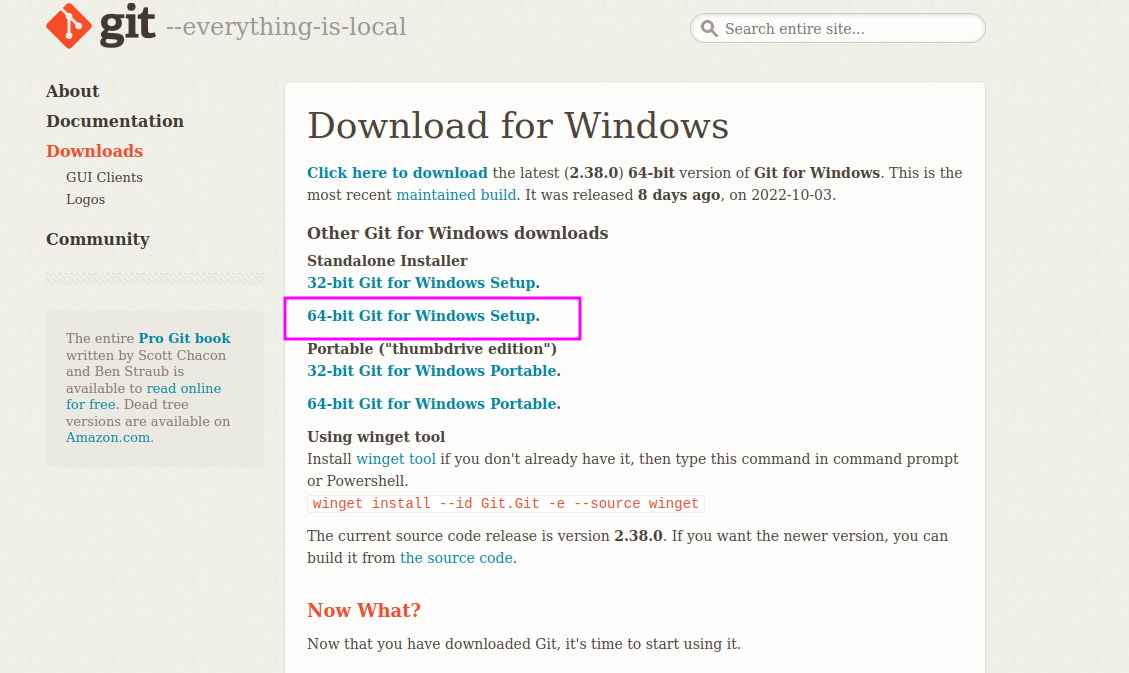 git --everything-is-local
Search entire site...
About
Documentation
Downloads
GUI Clients
Logos
Community
The entire Pro Git book
written by Scott Chacon
and Ben Straub is
available to read online
for free. Dead tree
versions are available on
Amazon.com.
Download for Windows
Click here to download the latest (2.38.0) 64-bit version of Git for Windows. This is the
most recent maintained build. It was released 8 days ago, on 2022-10-03.
Other Git for Windows downloads
Standalone Installer
32-bit Git for Windows Setup.
64-bit Git for Windows Setup.
Portable ("thumbdrive edition")
32-bit Git for Windows Portable.
64-bit Git for Windows Portable.
Using winget tool
Install winget tool if you don't already have it, then type this command in command prompt
or Powershell.
winget install --id Git.Git -e --source winget
The current source code release is version 2.38.0. If you want the newer version, you can
build it from the source code.
Now What?
Now that you have downloaded Git, it's time to start using it.